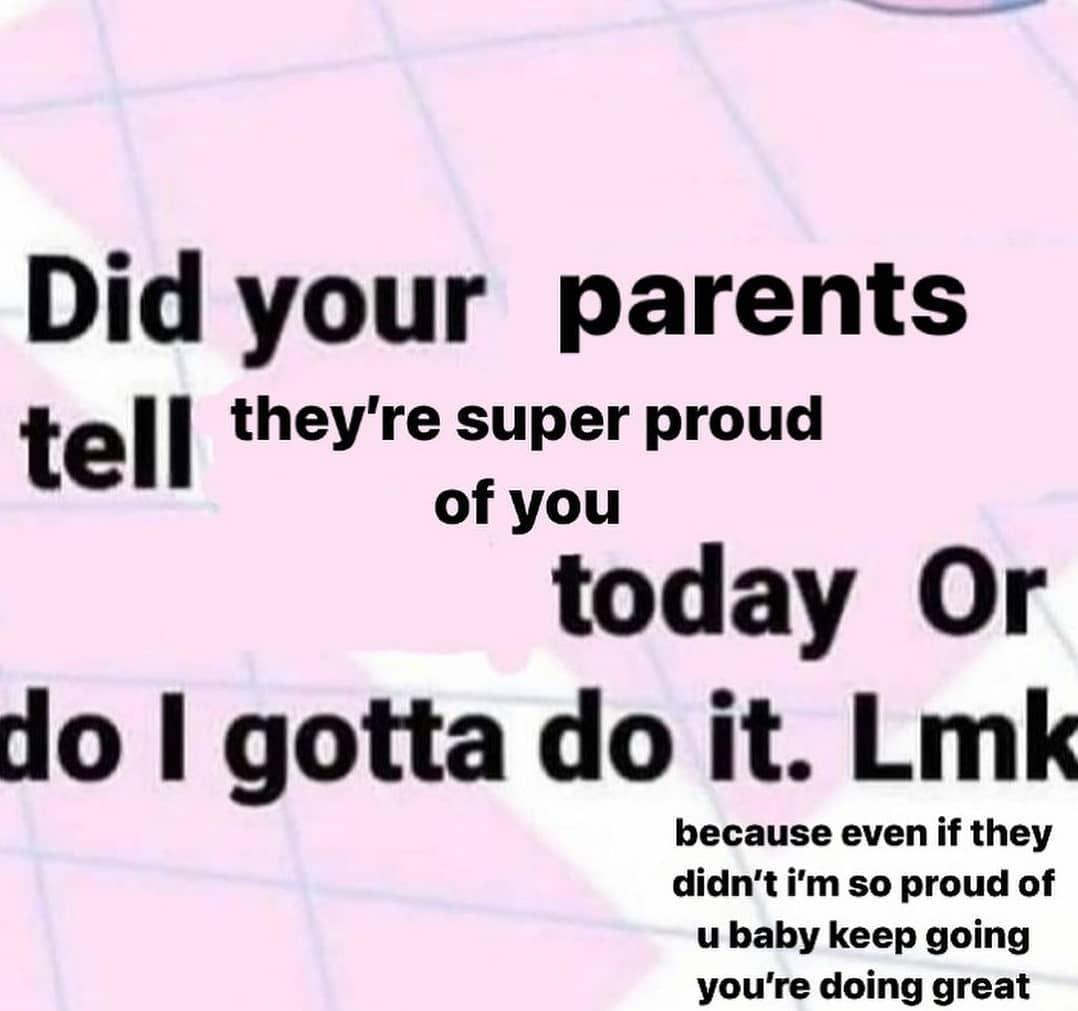 Did your parents
tell they're super proud
of you
today Or
do I gotta do it. Lmk
because even if they
didn't i'm so proud of
u baby keep going
you're doing great